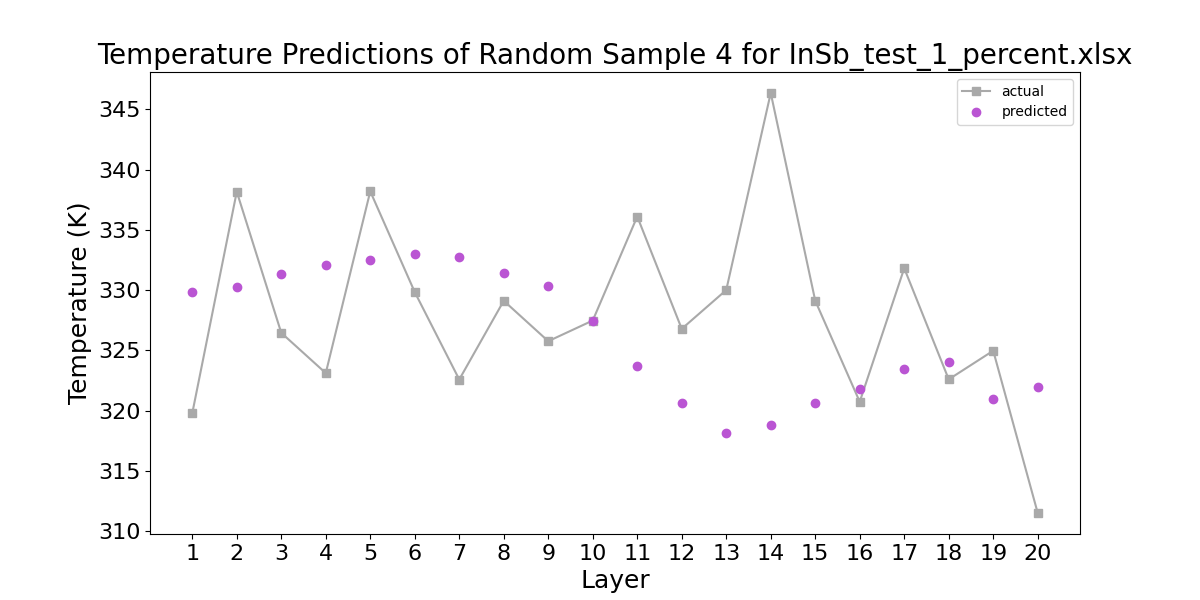 Temperature Predictions of Random Sample 4 for InSb_test_1_percent.xlsx
actual
predicted
Temperature (K)
345
340
335
330
325
320
315
310
1 2 3 4 5 6 7 8 9 10 11 12 13 14 15 16 17 18 19 20
Layer